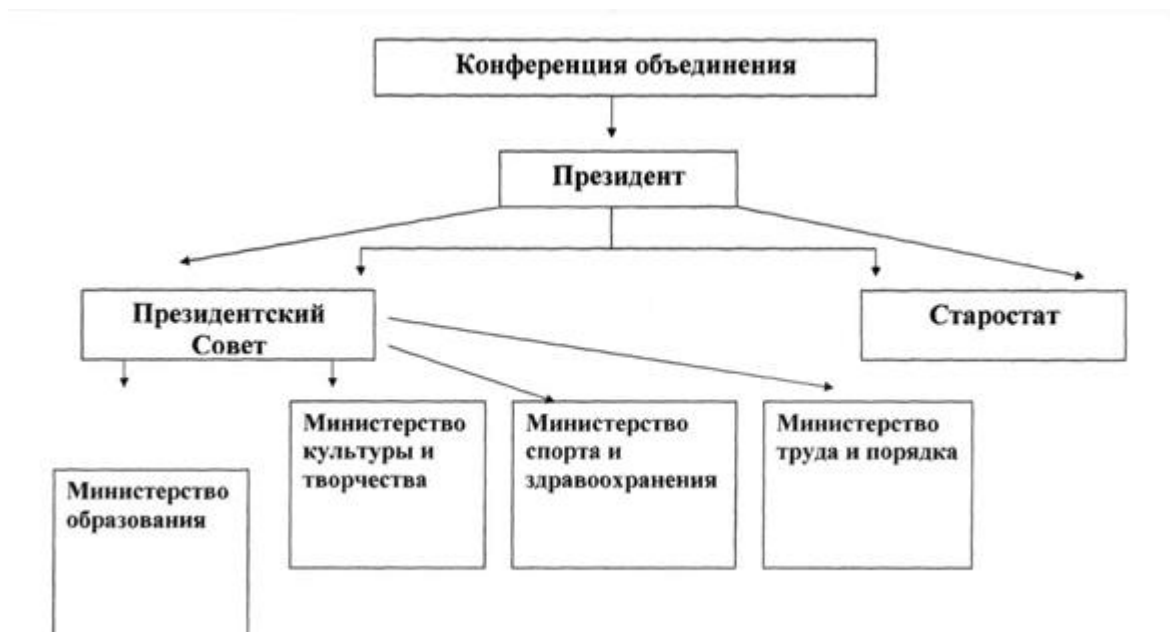 Конференция объединения
Президент
Президентский
Совет
Старостат
Министерство
культуры и
творчества
Министерство
спорта и
здравоохранения
Министерство
труда и порядка
Министерство
образования